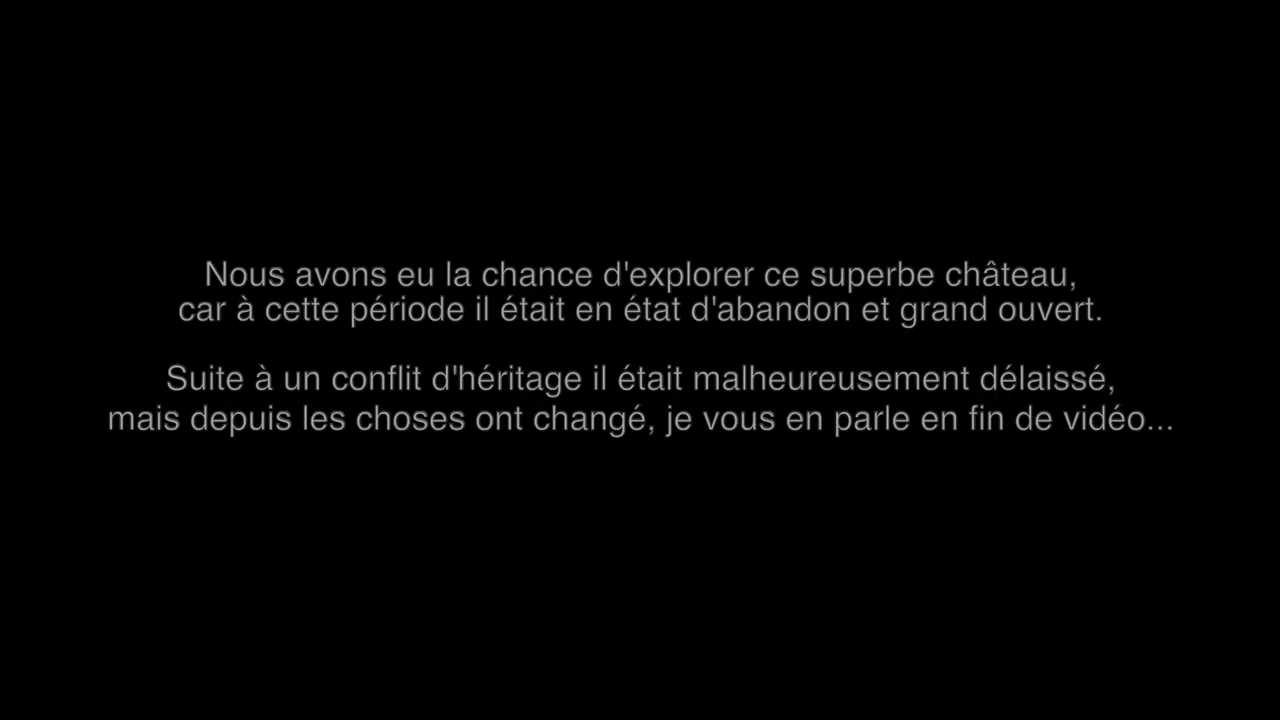 Nous avons eu la chance d'explorer ce superbe château,
car à cette période il était en état d'abandon et grand ouvert.
Suite à un conflit d'héritage il était malheureusement délaissé,
mais depuis les choses ont changé, je vous en parle en fin de vidéo...